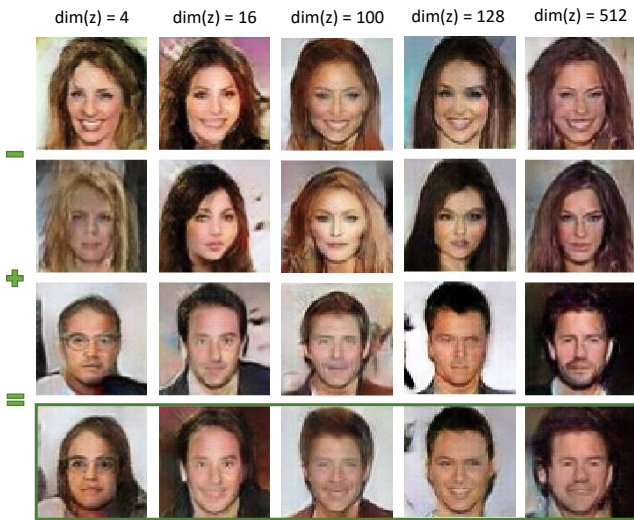 dim(z) = 4 dim(z) = 16 dim(z) = 100 dim(z) = 128 dim(z) = 512
−
+
=